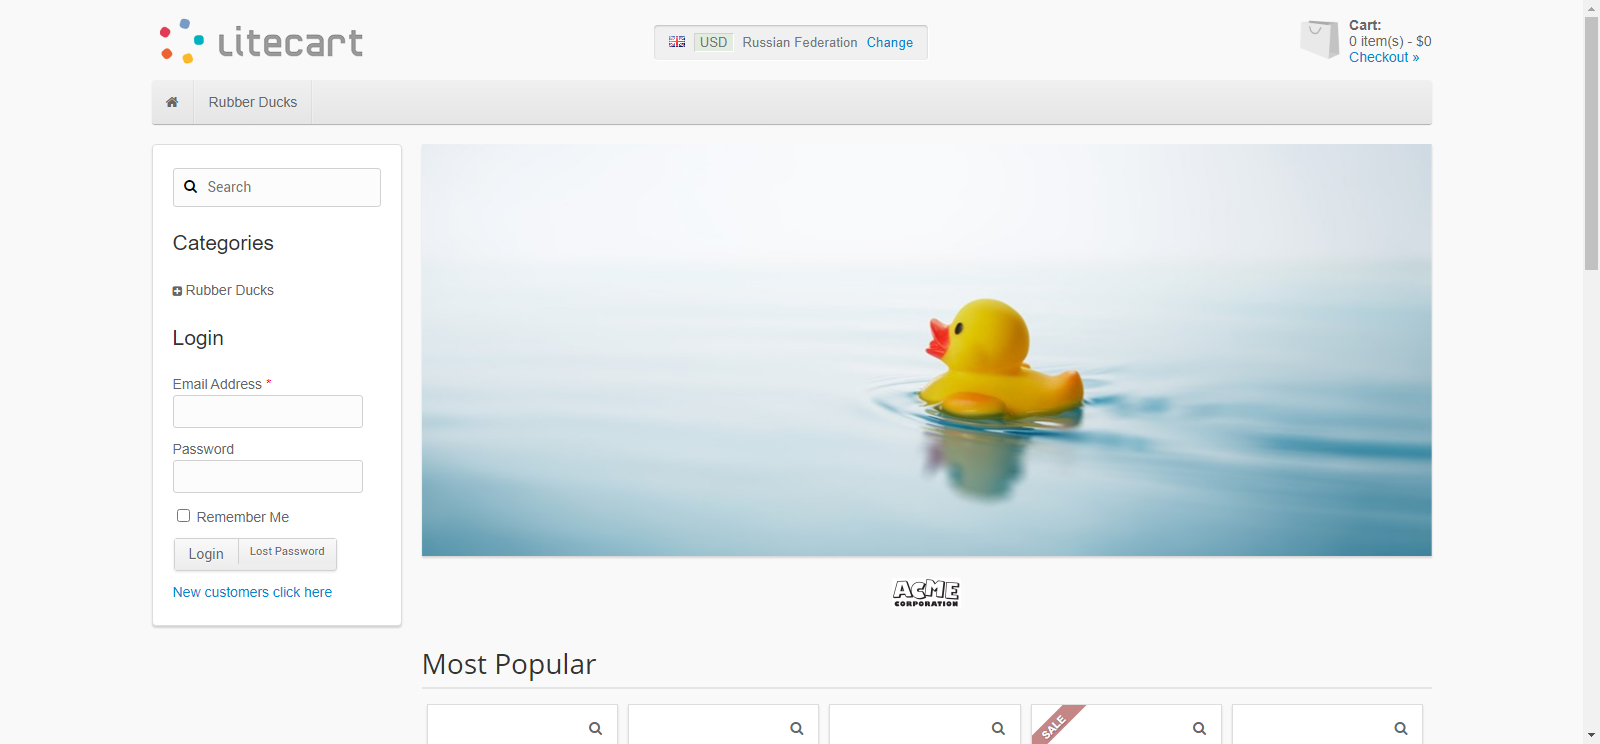 Litecart
USD Russian Federation Change
Cart:
0 item(s) - $0
Checkout »
Rubber Ducks
Search
Categories
Rubber Ducks
Login
Email Address *
Password
Remember Me
Login Lost Password
New customers click here
ACME
CORPORATION
Most Popular
SALE